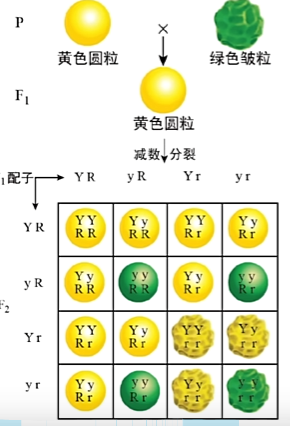 P
×
黄色圆粒 绿色皱粒
F1
黄色圆粒
减数 分裂
1配子 YR yR Yr yr
YR YY RR Yy RR YY Rr Yy Rr
yR Yy RR yy RR Yy Rr yy Rr
F2
Yr YY Rr Yy Rr YY rr Yy rr
yr Yy Rr yy Rr Yy rr yy rr